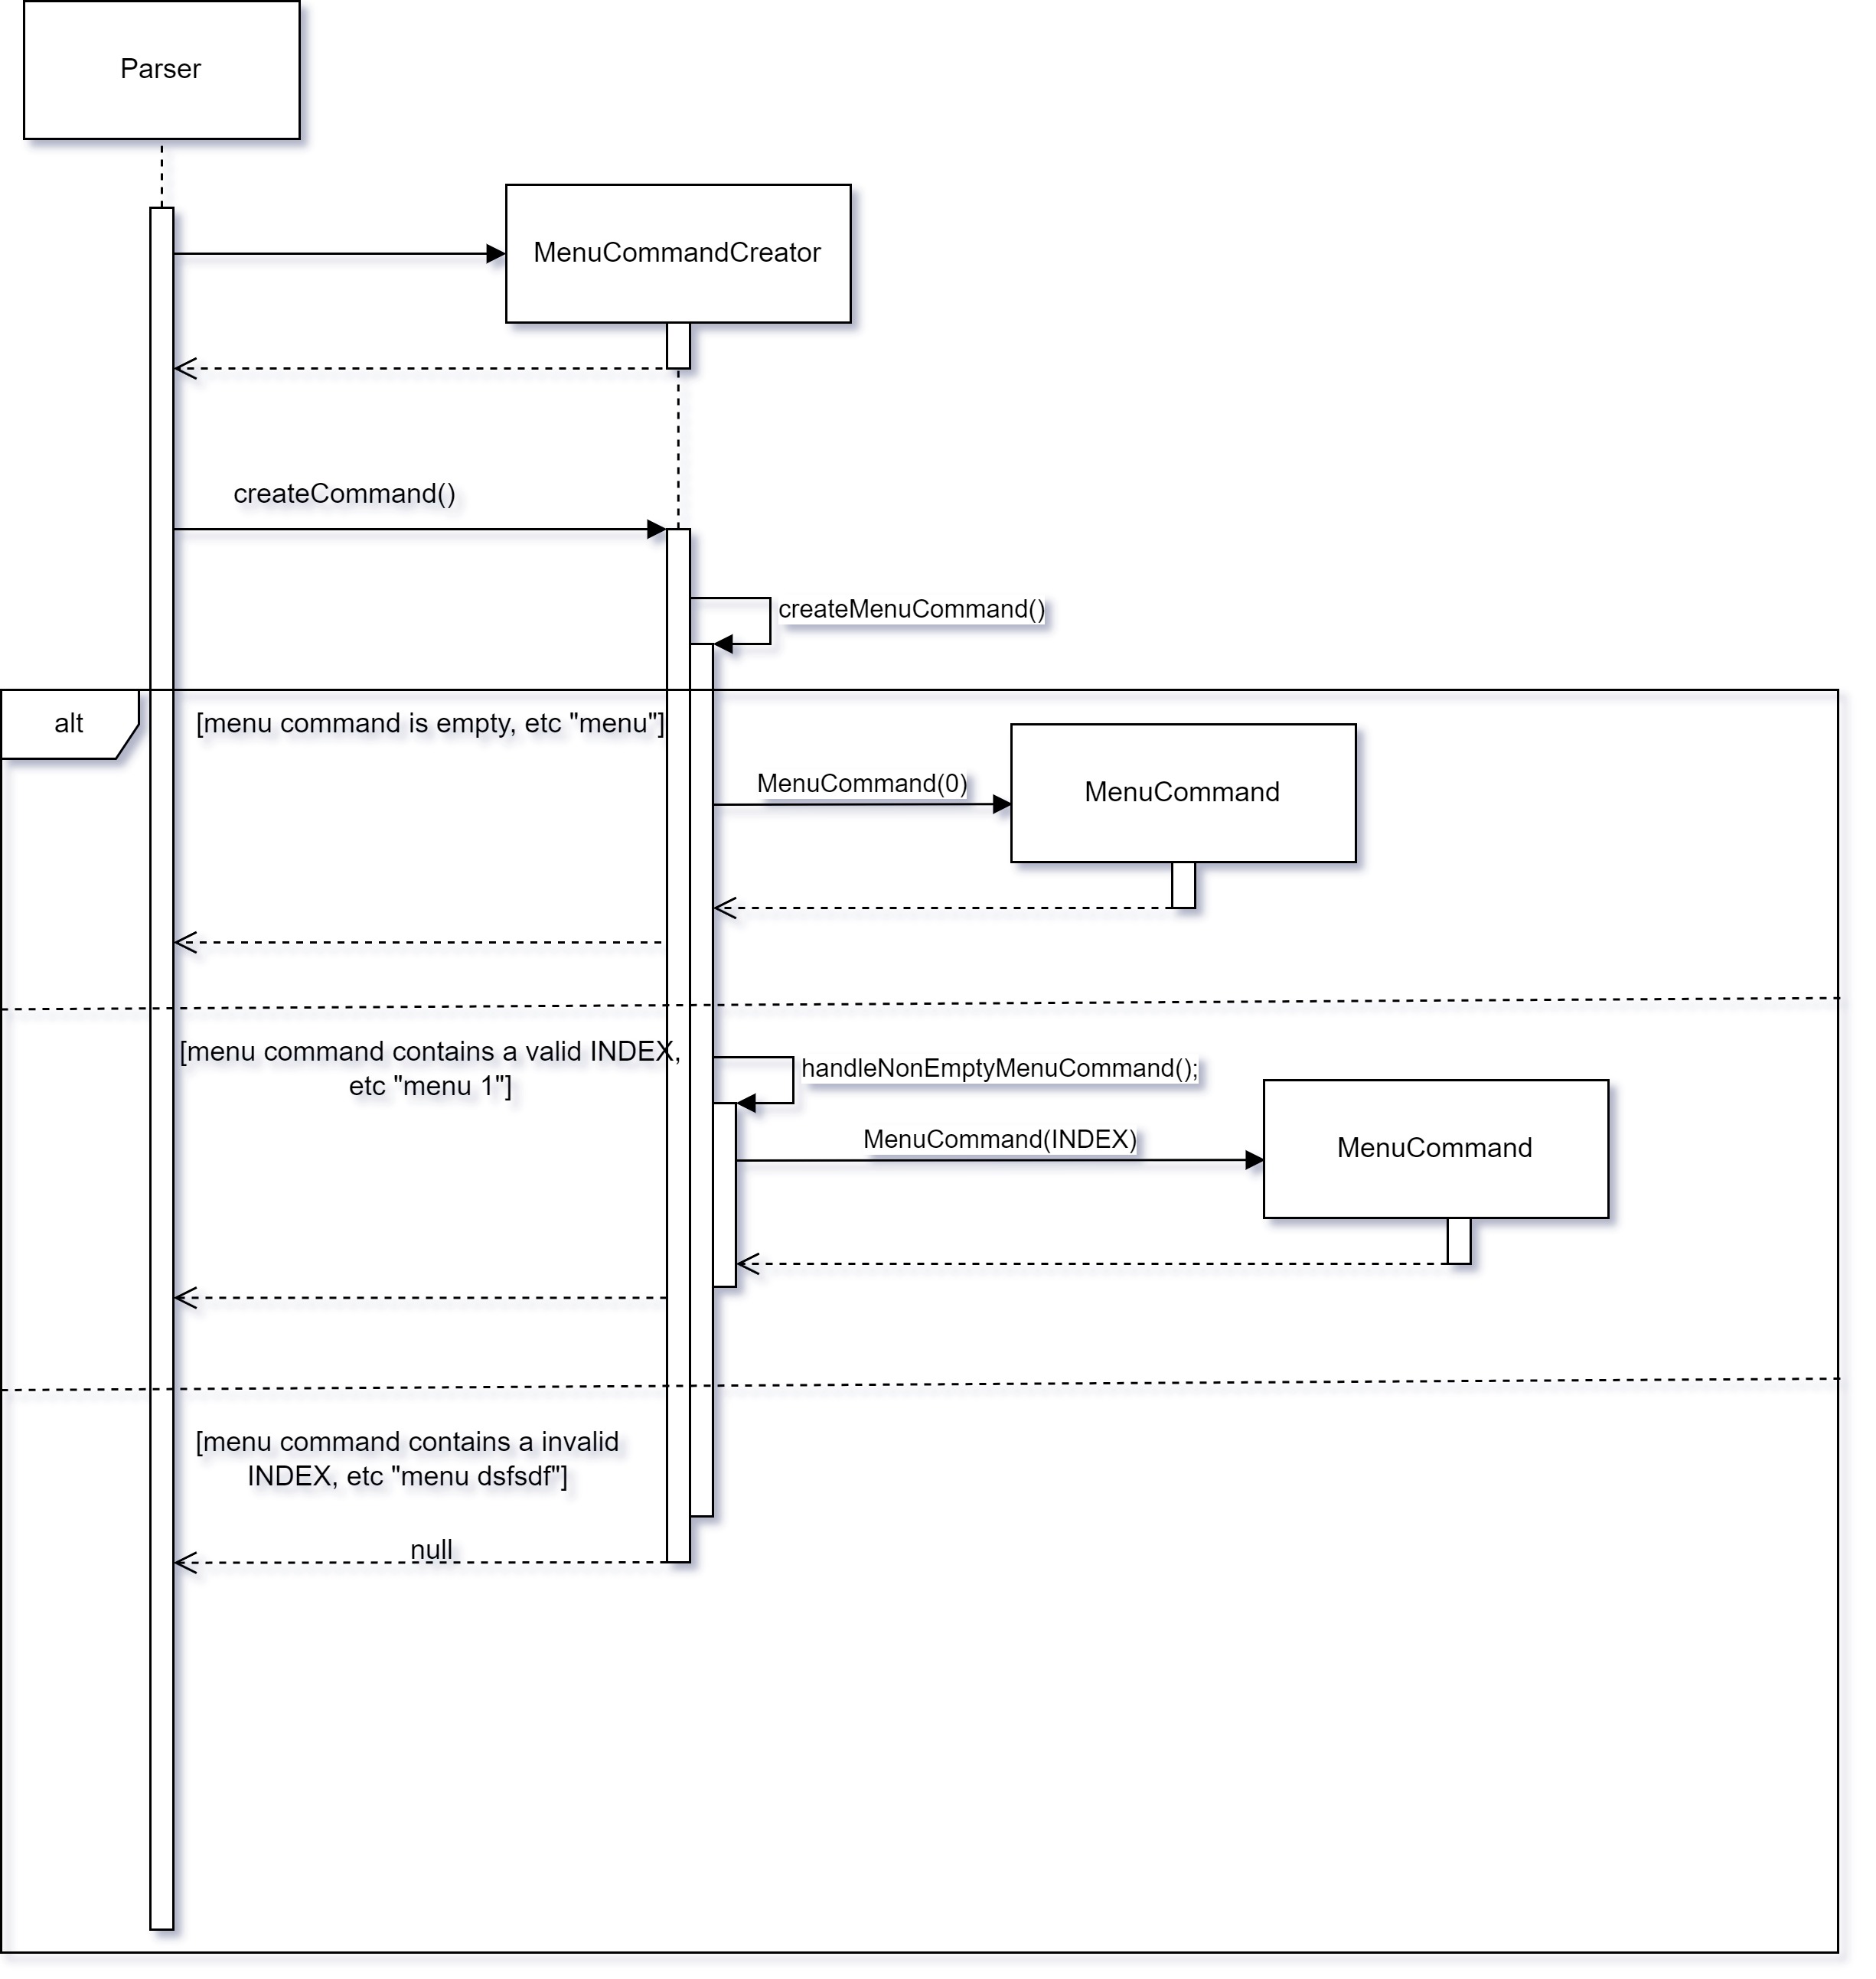 Parser
MenuCommandCreator
createCommand()
createMenuCommand()
alt
[menu command is empty, etc "menu"]
MenuCommand(0)
MenuCommand
[menu command contains a valid INDEX,
etc "menu 1"]
handleNonEmptyMenuCommand();
MenuCommand(INDEX)
MenuCommand
[menu command contains a invalid
INDEX, etc "menu dsfsdf"]
null